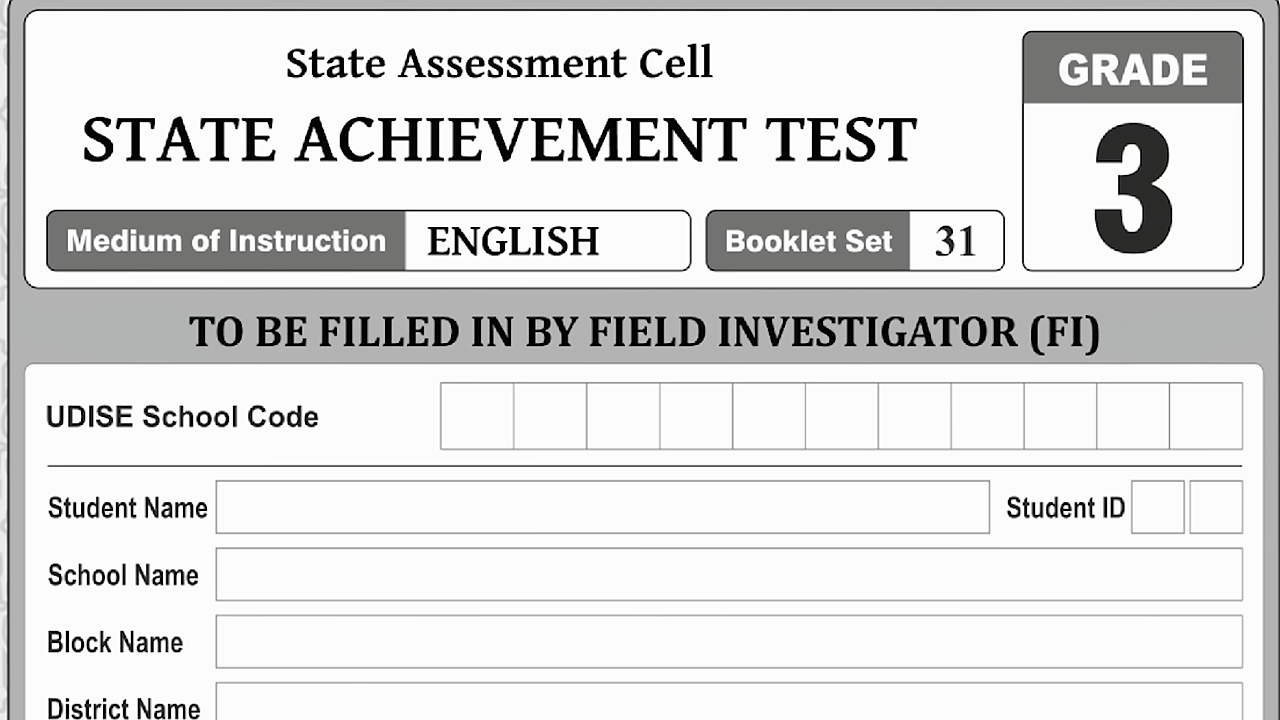 State Assessment Cell
STATE ACHIEVEMENT TEST
GRADE
3
Medium of Instruction ENGLISH
Booklet Set 31
TO BE FILLED IN BY FIELD INVESTIGATOR (FI)
UDISE School Code
Student Name
Student ID
School Name
Block Name
District Name